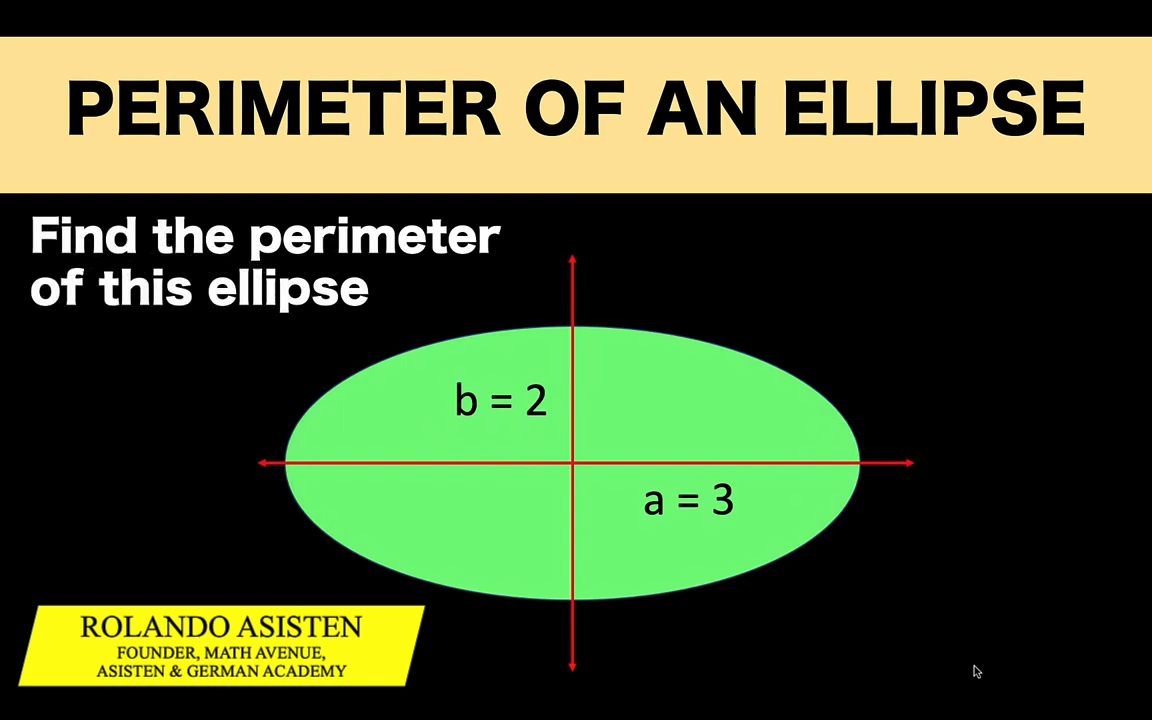 PERIMETER OF AN ELLIPSE
Find the perimeter
of this ellipse
b = 2
a = 3
ROLANDO ASISTEN
FOUNDER, MATH AVENUE,
ASISTEN & GERMAN ACADEMY